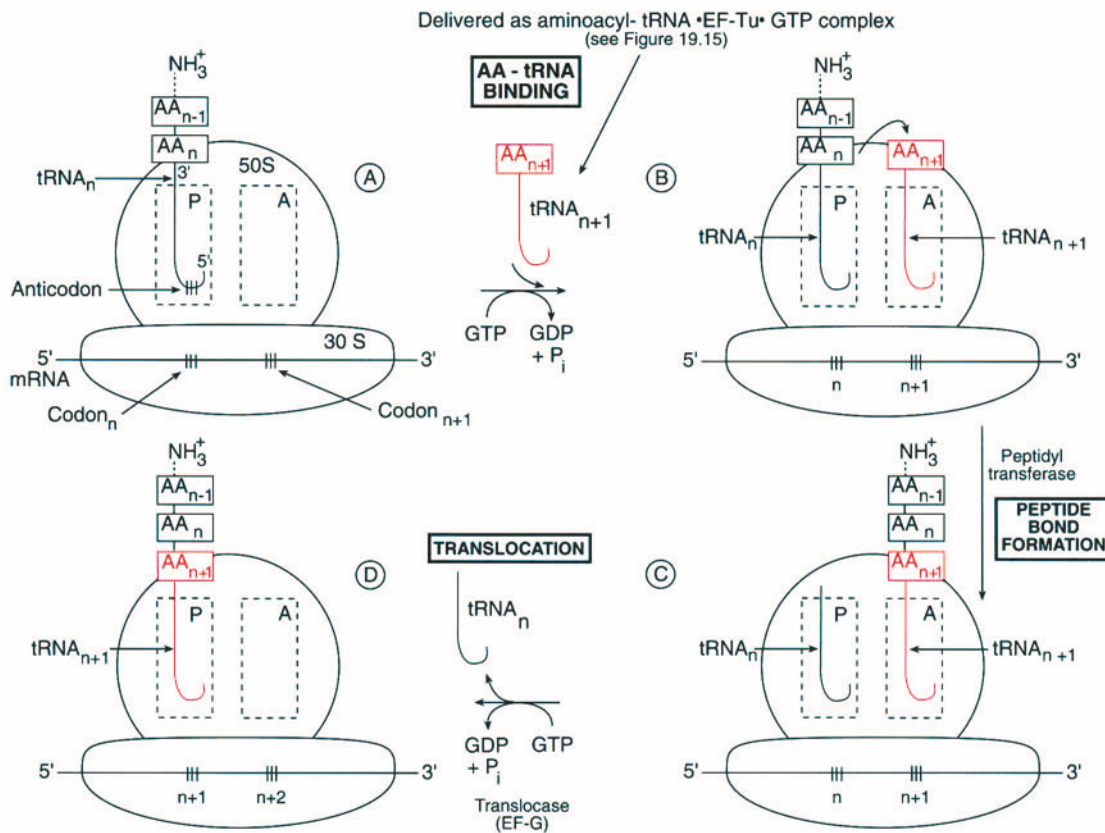 Delivered as aminoacyl- tRNA •EF-Tu• GTP complex
(see Figure 19.15)
NH3+
AAn-1
AAn
tRNAn
3'
50S
P
A
5'
Anticodon
30 S
5'
3'
mRNA
Codonn
Codonn+1
A
AA - tRNA
BINDING
AAn+1
tRNAn+1
GTP
GDP
+ Pi
B
NH3+
AAn-1
AAn
AAn+1
P
A
tRNAn
tRNAn+1
5'
3'
n
n+1
Peptidyl
transferase
PEPTIDE
BOND
FORMATION
C
NH3+
AAn-1
AAn
AAn+1
P
A
tRNAn
tRNAn+1
5'
3'
n
n+1
TRANSLOCATION
tRNAn
GDP
+ Pi
GTP
Translocase
(EF-G)
D
NH3+
AAn-1
AAn
AAn+1
P
A
tRNAn+1
5'
3'
n+1
n+2